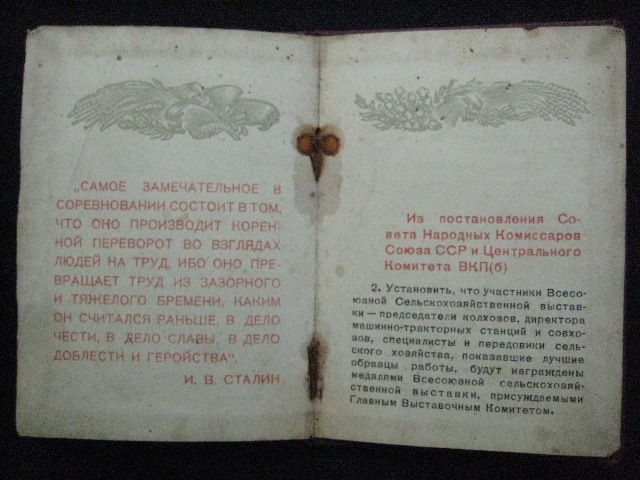 „САМОЕ ЗАМЕЧАТЕЛЬНОЕ В
СОРЕВНОВАНИИ СОСТОИТ В ТОМ,
ЧТО ОНО ПРОИЗВОДИТ КОРЕН-
НОЙ ПЕРЕВОРОТ ВО ВЗГЛЯДАХ
ЛЮДЕЙ НА ТРУД, ИБО ОНО ПРЕ-
ВРАЩАЕТ ТРУД ИЗ ЗАЗОРНОГО
И ТЯЖЕЛОГО БРЕМЕНИ, КАКИМ
ОН СЧИТАЛСЯ РАНЬШЕ, В ДЕЛО
ЧЕСТИ, В ДЕЛО СЛАВЫ, В ДЕЛО
ДОБЛЕСТИ И ГЕРОЙСТВА".
И. В. СТАЛИН
Из постановления Со-
вета Народных Комиссаров
Союза ССР и Центрального
Комитета ВКП(б)
2. Установить, что участники Всесо-
юзной Сельскохозяйственной выстав-
ки — председатели колхозов, директора
машинно-тракторных станций и совхо-
зов, специалисты и передовики сель-
ского хозяйства, показавшие лучшие
образцы работы, будут награждены
медалями Всесоюзной сельскохозяй-
ственной выставки, присуждаемыми
Главным Выставочным Комитетом.